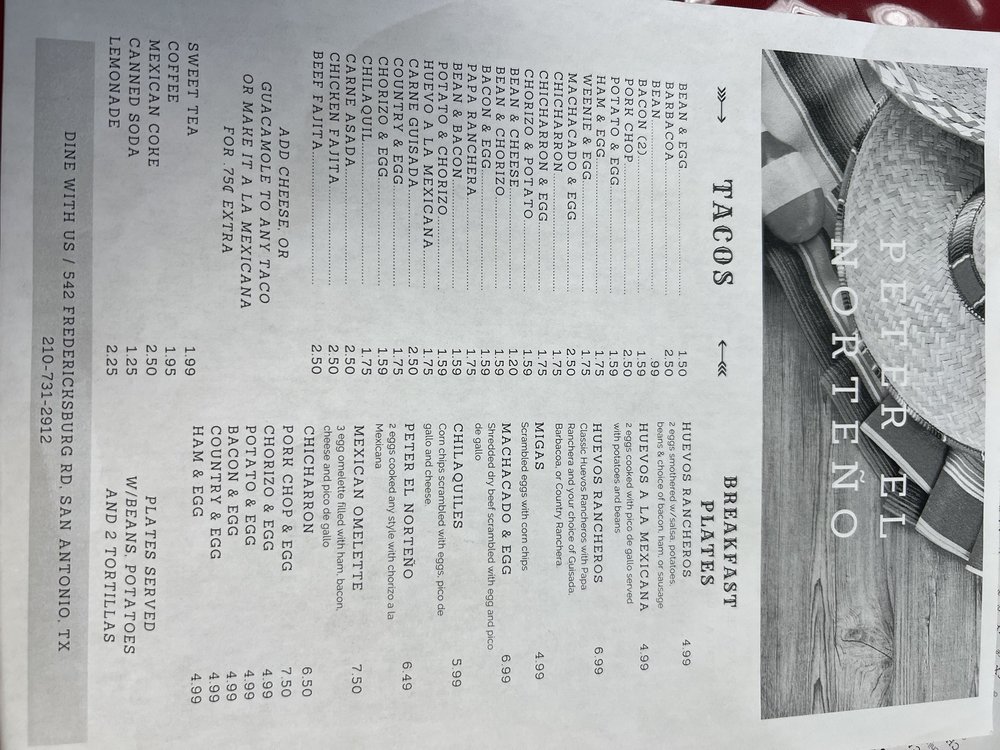 PETER EL
NORTEÑO
TACOS
BEAN & EGG 1.50
BARBACOA 2.50
BEAN .99
BACON (2) 1.59
PORK CHOP 2.50
POTATO & EGG 1.59
HAM & EGG 1.75
WEENIE & EGG 1.75
MACHACADO & EGG 2.50
CHICHARRON 1.75
CHICHARRON & EGG 1.75
CHORIZO & POTATO 1.59
BEAN & CHEESE 1.20
BEAN & CHORIZO 1.59
BACON & EGG 1.59
PAPA RANCHERA 1.75
BEAN & BACON 1.59
POTATO & CHORIZO 1.59
HUEVO A LA MEXICANA 1.75
CARNE GUISADA 2.50
COUNTRY & EGG 1.75
CHORIZO & EGG 1.59
CHILAQUIL 1.75
CARNE ASADA 2.50
CHICKEN FAJITA 2.50
BEEF FAJITA 2.50
ADD CHEESE, OR
GUACAMOLE TO ANY TACO
OR MAKE IT A LA MEXICANA
FOR .75¢ EXTRA
SWEET TEA 1.99
COFFEE 1.95
MEXICAN COKE 2.50
CANNED SODA 1.25
LEMONADE 2.25
BREAKFAST
PLATES
HUEVOS RANCHEROS 4.99
2 eggs smothered w/salsa, potatoes,
beans & choice of bacon, ham or sausage
HUEVOS A LA MEXICANA 4.99
2 eggs cooked with pico de gallo served
with potatoes and beans
HUEVOS RANCHEROS 6.99
Classic Huevos Rancheros with Papa
Ranchera and your choice of Guisada,
Barbacoa, or Country Ranchera.
MIGAS 4.99
Scrambled eggs with corn chips
MACHACADO & EGG 6.99
Shredded dry beef scrambled with egg and pico
de gallo
CHILAQUILES 5.99
Corn chips scrambled with eggs, pico de
gallo and cheese.
PETER EL NORTEÑO 6.49
2 eggs cooked any style with chorizo a la
Mexicana
MEXICAN OMELETTE 7.50
3 egg omelette filled with ham, bacon,
cheese and pico de gallo
CHICHARRON 6.50
PORK CHOP & EGG 7.50
CHORIZO & EGG 4.99
POTATO & EGG 4.99
BACON & EGG 4.99
COUNTRY & EGG 4.99
HAM & EGG 4.99
PLATES SERVED
W/BEANS, POTATOES
AND 2 TORTILLAS
DINE WITH US / 542 FREDERICKSBURG RD, SAN ANTONIO, TX
210-731-2912